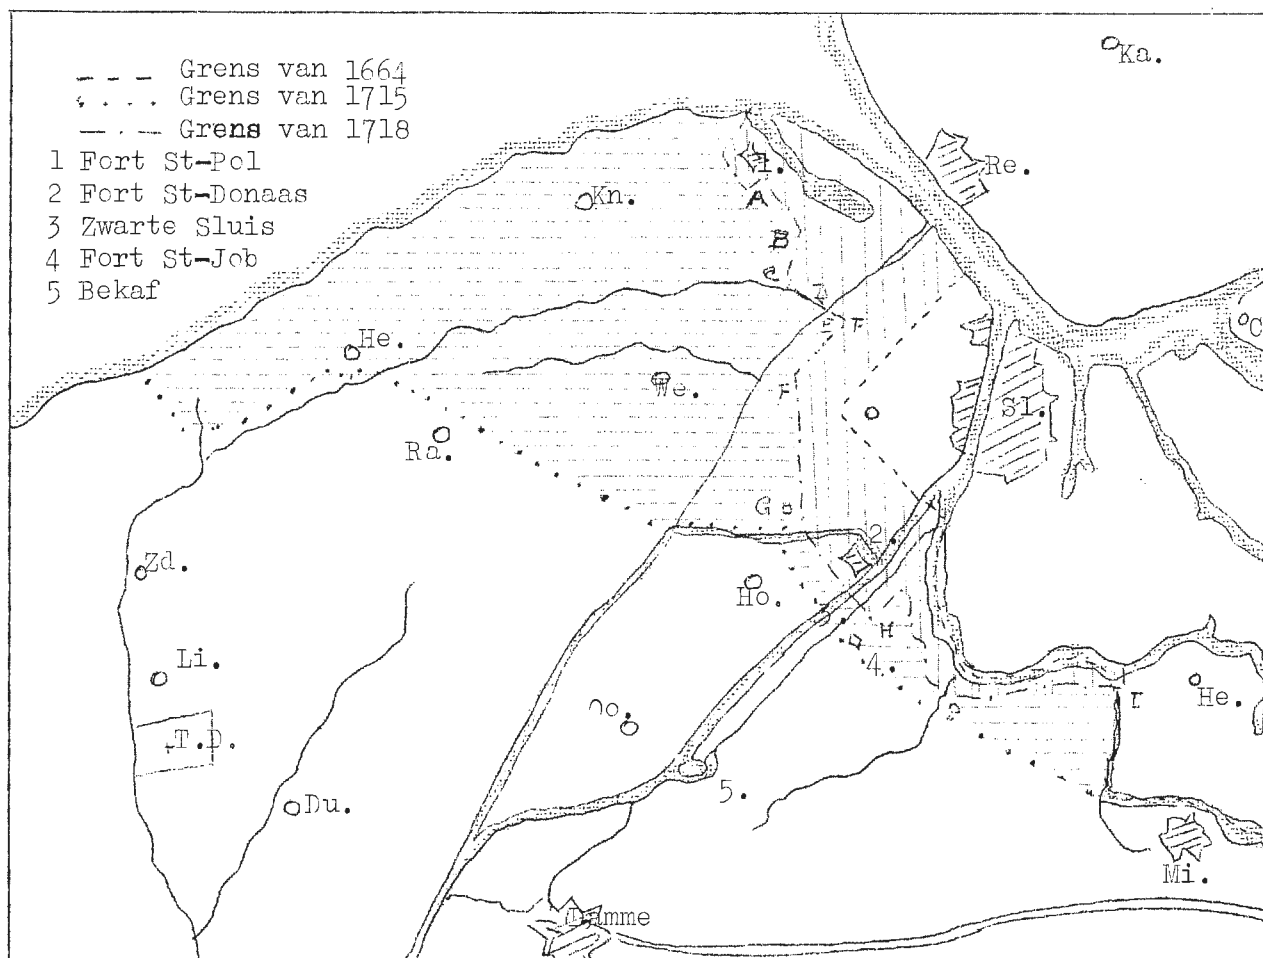 Grens van 1664
Grens van 1715
Grens van 1718
1 Fort St-Pol
2 Fort St-Donaas
3 Zwarte Sluis
4 Fort St-Job
5 Bekaf
Ka.
Re.
1.
A
Kn.
B
C
E F
He.
We.
F
Sl.
Ra.
G
2.
Zd.
Ho.
3.
H
4.
Li.
I
He.
T.D.
5.
Du.
Mi.
Damme